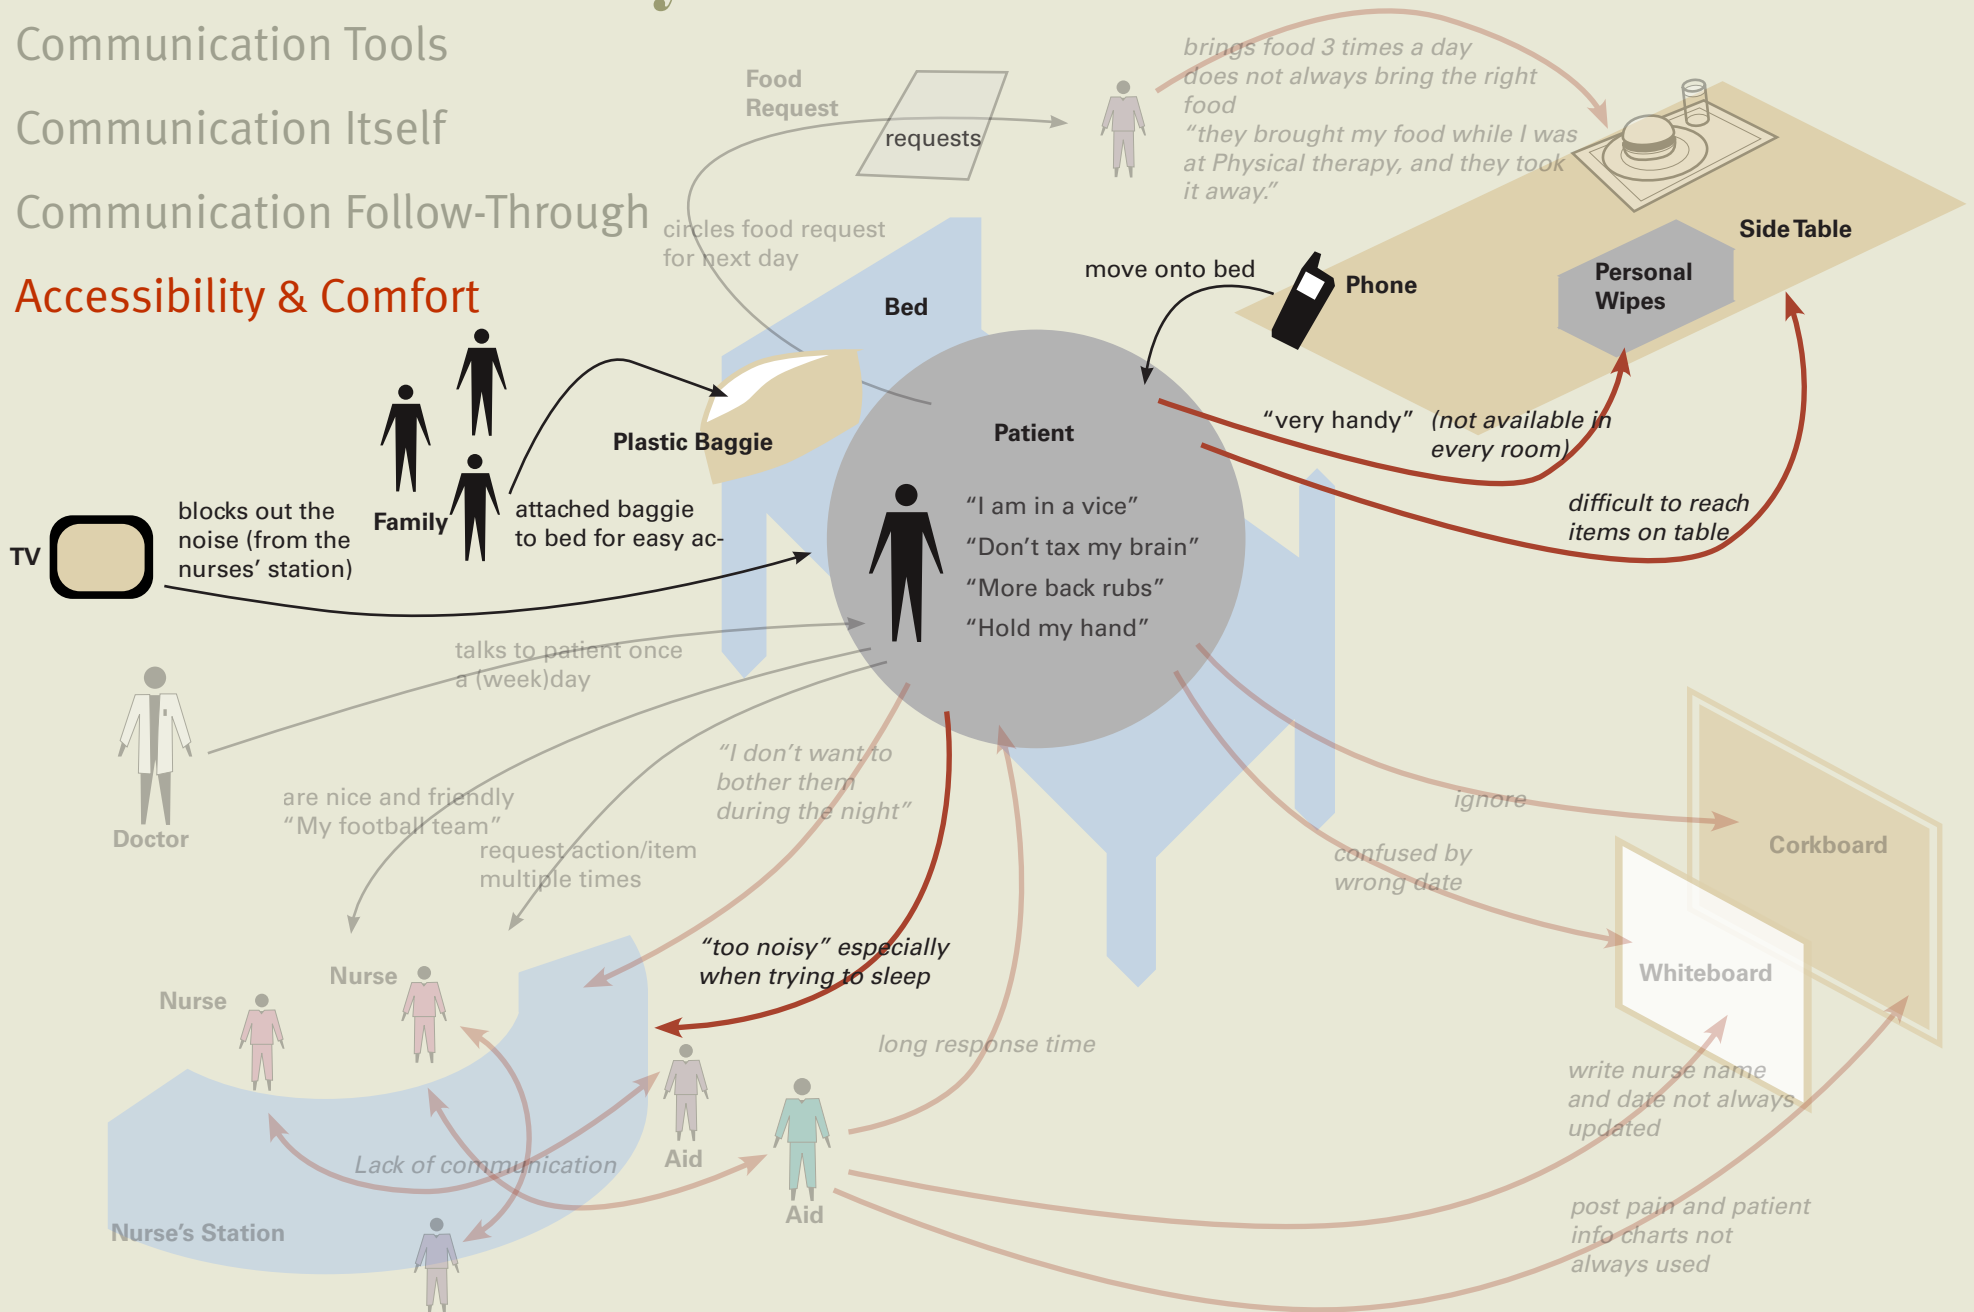 Communication Tools
Communication Itself
Communication Follow-Through
Accessibility & Comfort
Food
Request
requests
brings food 3 times a day
does not always bring the right
food
“they brought my food while I was
at Physical therapy, and they took
it away.”
circles food request
for next day
Bed
move onto bed
Phone
Side Table
Personal
Wipes
Plastic Baggie
Patient
“very handy” (not available in
every room)
“I am in a vice”
“Don’t tax my brain”
“More back rubs”
“Hold my hand”
difficult to reach
items on table
TV
blocks out the
noise (from the
nurses’ station)
Family
attached baggie
to bed for easy ac-
talks to patient once
a (week)day
Doctor
are nice and friendly
“My football team”
“I don’t want to
bother them
during the night”
request action/item
multiple times
ignore
confused by
wrong date
Corkboard
Whiteboard
“too noisy” especially
when trying to sleep
Nurse
Nurse
long response time
write nurse name
and date not always
updated
Lack of communication
Aid
Aid
Nurse’s Station
post pain and patient
info charts not
always used